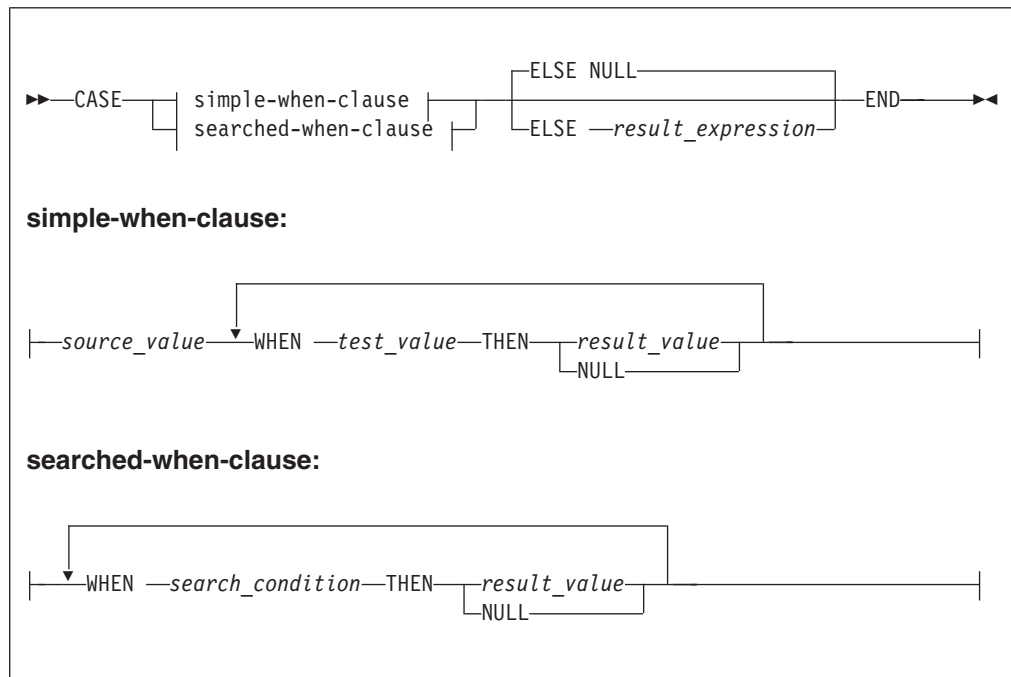 ELSE NULL
CASE simple-when-clause END
searched-when-clause ELSE result_expression
simple-when-clause:
source_value WHEN test_value THEN result_value
NULL
searched-when-clause:
WHEN search_condition THEN result_value
NULL